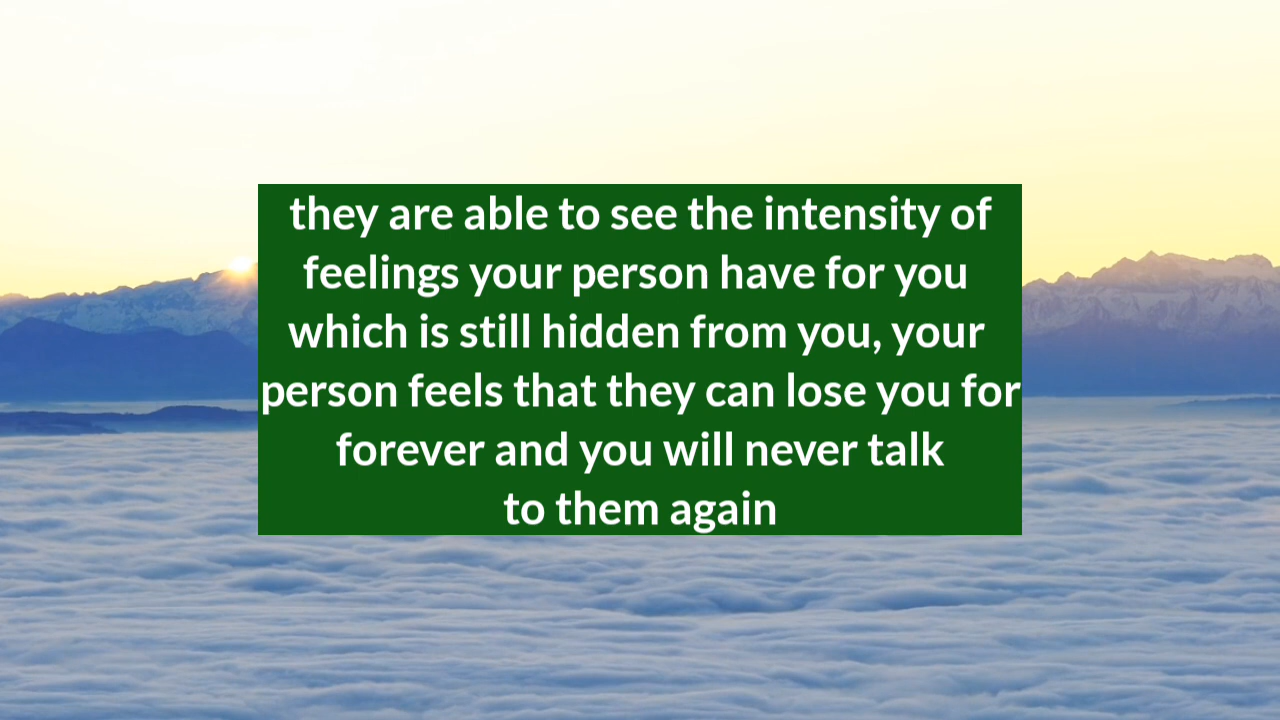 they are able to see the intensity of
feelings your person have for you
which is still hidden from you, your
person feels that they can lose you for
forever and you will never talk
to them again